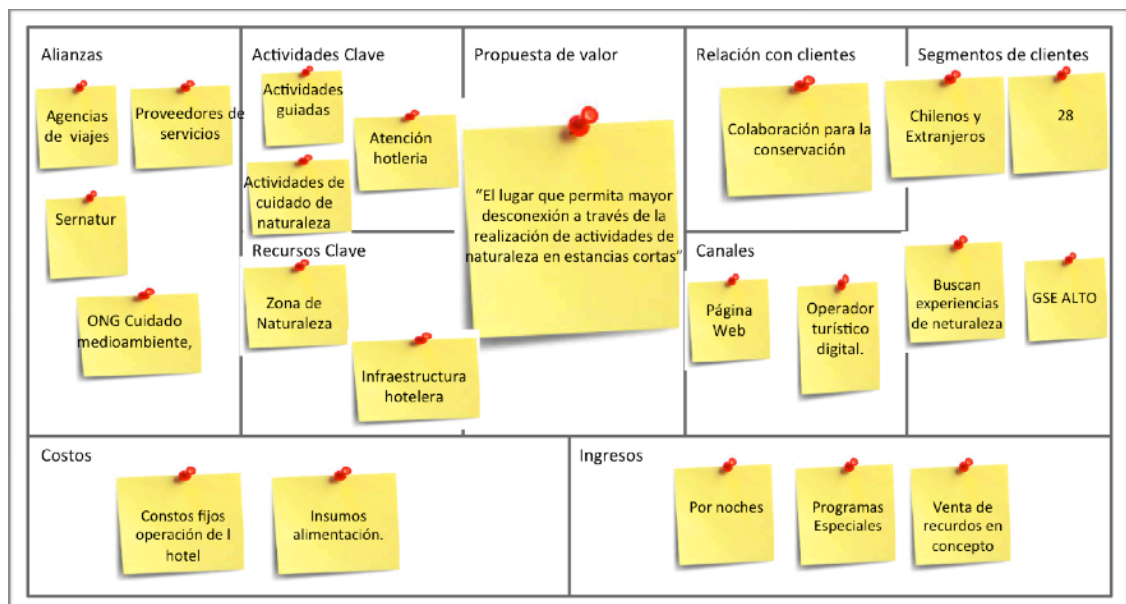 Alianzas
Agencias
de viajes
Proveedores de
servicios
Sernatur
ONG Cuidado
medioambiente,
Actividades Clave
Actividades
guiadas
Atención
hotleria
Actividades de
cuidado de
naturaleza
Recursos Clave
Zona de
Naturaleza
Infraestructura
hotelera
Propuesta de valor
“El lugar que permita mayor
desconexión a través de la
realización de actividades de
naturaleza en estancias cortas”
Relación con clientes
Colaboración para la
conservación
Canales
Página
Web
Operador
turístico
digital.
Segmentos de clientes
Chilenos y
Extranjeros
28
Buscan
experiencias
de neturaleza
GSE ALTO
Costos
Constos fijos
operación de l
hotel
Insumos
alimentación.
Ingresos
Por noches
Programas
Especiales
Venta de
recurdos en
concepto